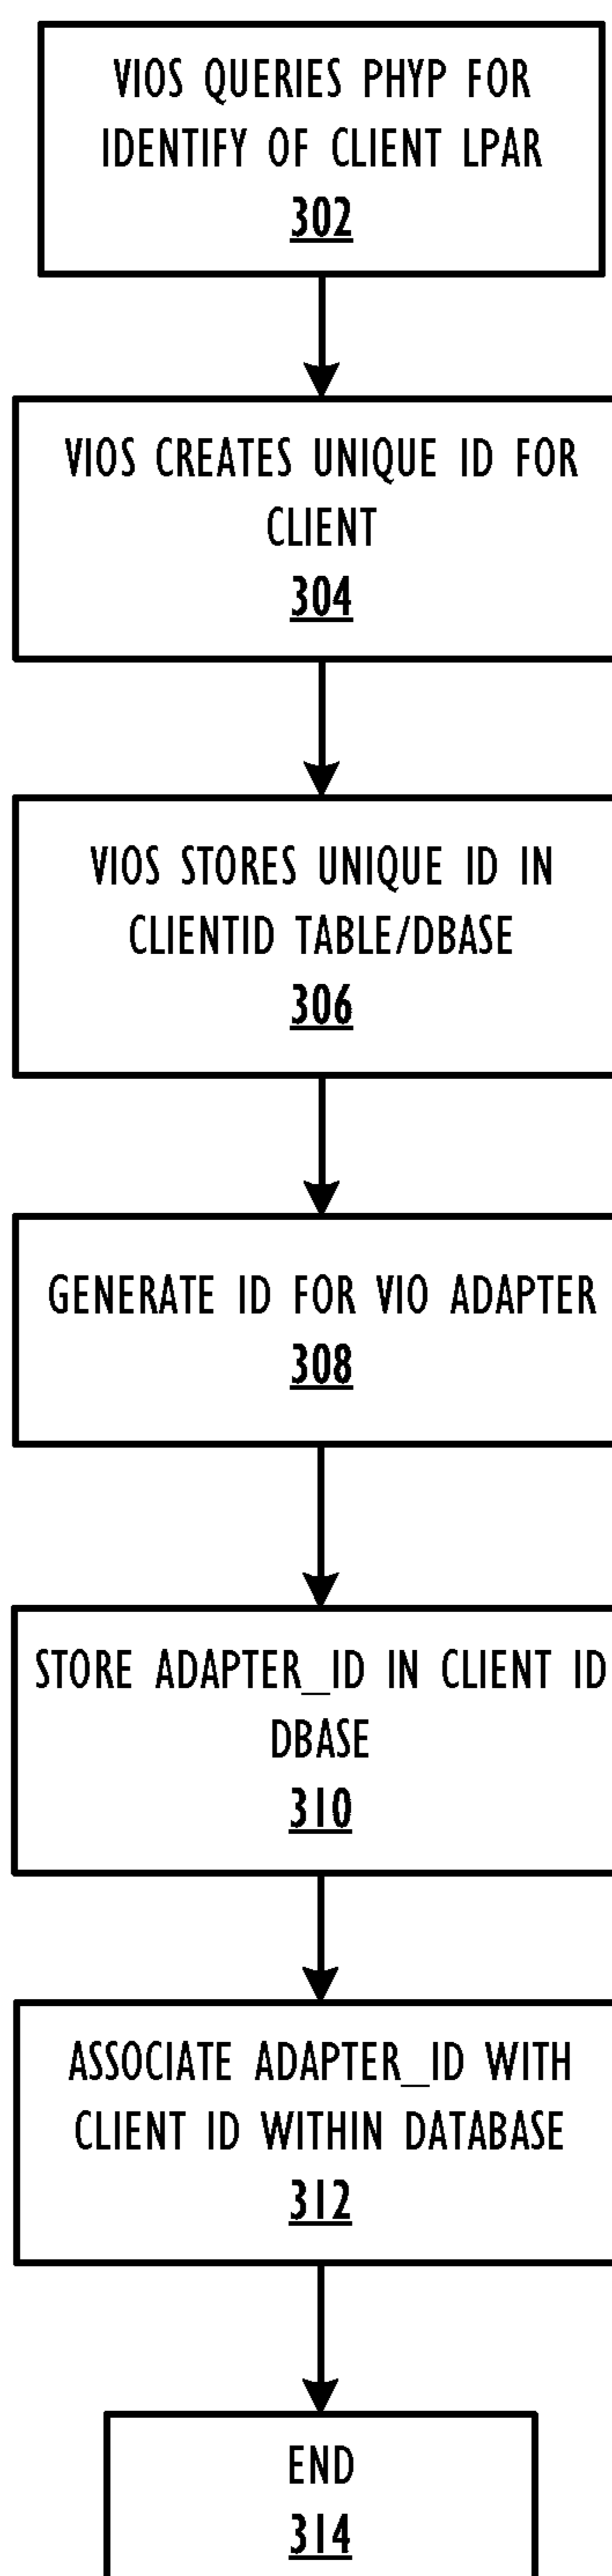 VIOS QUERIES PHYP FOR
IDENTIFY OF CLIENT LPAR
302
VIOS CREATES UNIQUE ID FOR
CLIENT
304
VIOS STORES UNIQUE ID IN
CLIENTID TABLE/DBASE
306
GENERATE ID FOR VIO ADAPTER
308
STORE ADAPTER_ID IN CLIENT ID
DBASE
310
ASSOCIATE ADAPTER_ID WITH
CLIENT ID WITHIN DATABASE
312
END
314